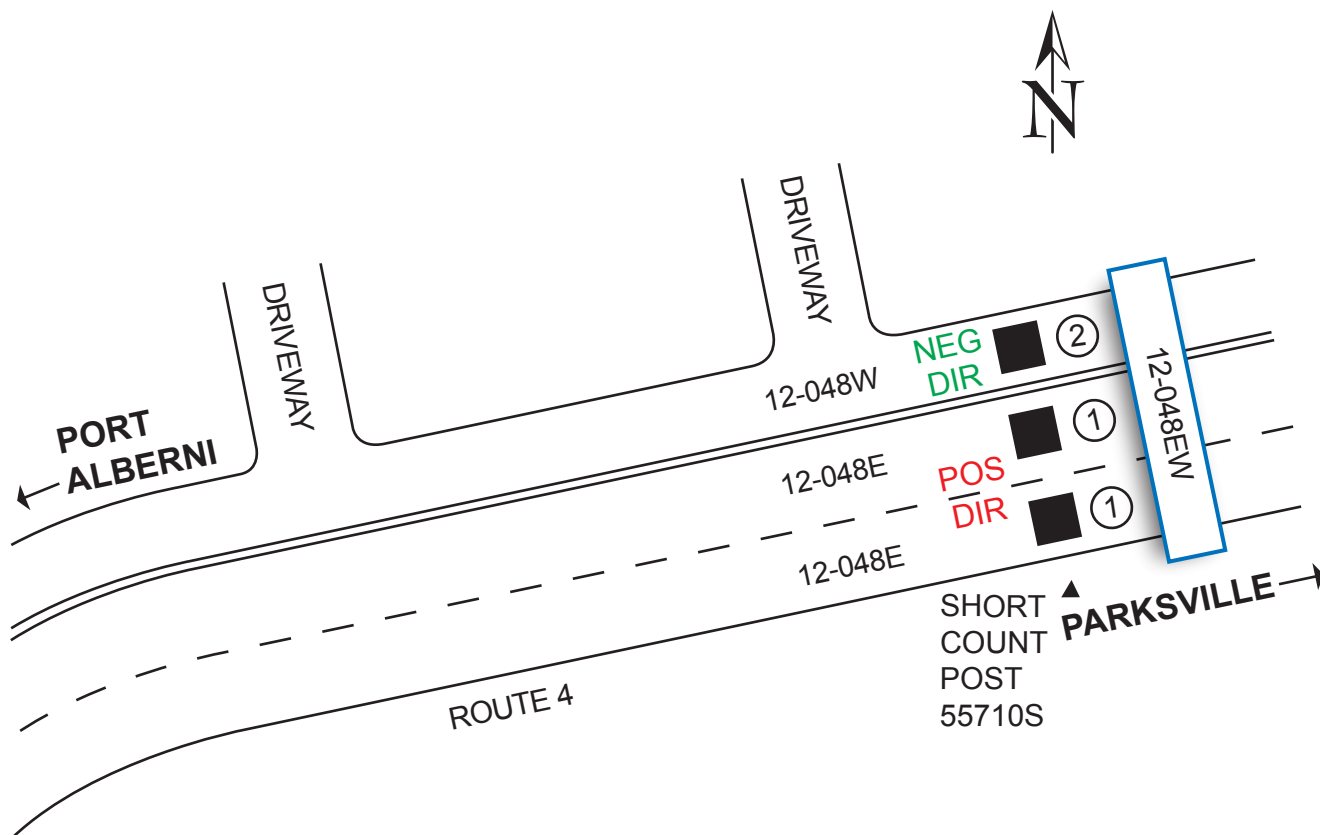 N
DRIVEWAY
DRIVEWAY
NEG
DIR
2
12-048W
12-048EW
PORT
ALBERNI
1
12-048E
POS
DIR
1
12-048E
SHORT
COUNT
POST
55710S
PARKSVILLE
ROUTE 4